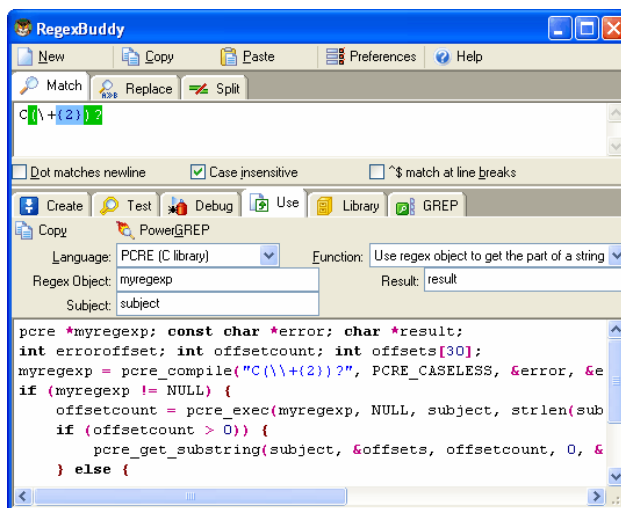 RegexBuddy
New Copy Paste Preferences Help
Match Replace Split
C(\+{2})?
Dot matches newline Case insensitive ^$ match at line breaks
Create Test Debug Use Library GREP
Copy PowerGREP
Language: PCRE (C library) Function: Use regex object to get the part of a string
Regex Object: myregexp Result: result
Subject: subject
pcre *myregexp; const char *error; char *result;
int erroroffset; int offsetcount; int offsets[30];
myregexp = pcre_compile("C(\\+{2})?", PCRE_CASELESS, &error, &e
if (myregexp != NULL) {
offsetcount = pcre_exec(myregexp, NULL, subject, strlen(sub
if (offsetcount > 0)) {
pcre_get_substring(subject, &offsets, offsetcount, 0, &
} else {